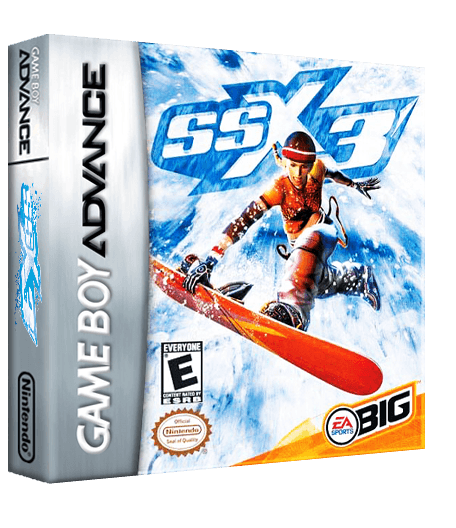 GAME BOY
ADVANCE
SSX3
Nintendo
GAME BOY ADVANCE
SSX3
EVERYONE
E
CONTENT RATED BY
ESRB
Official
Nintendo
Seal of Quality
EA
SPORTS
BIG